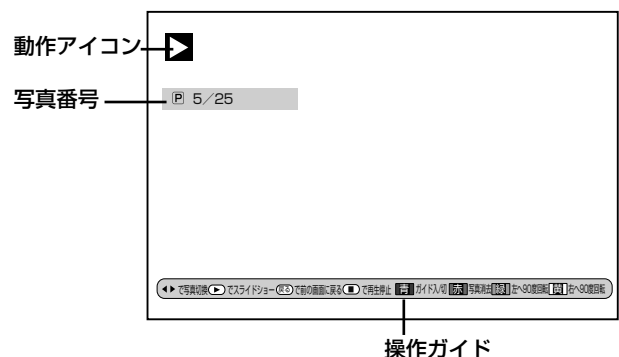 動作アイコン
写真番号
P 5／25
◀▶で写真切換 ▶ でスライドショー 戻る で前の画面に戻る ■ で再生停止 青 ガイド入/切 赤 写真消去 緑 左へ90度回転 黄 右へ90度回転
操作ガイド